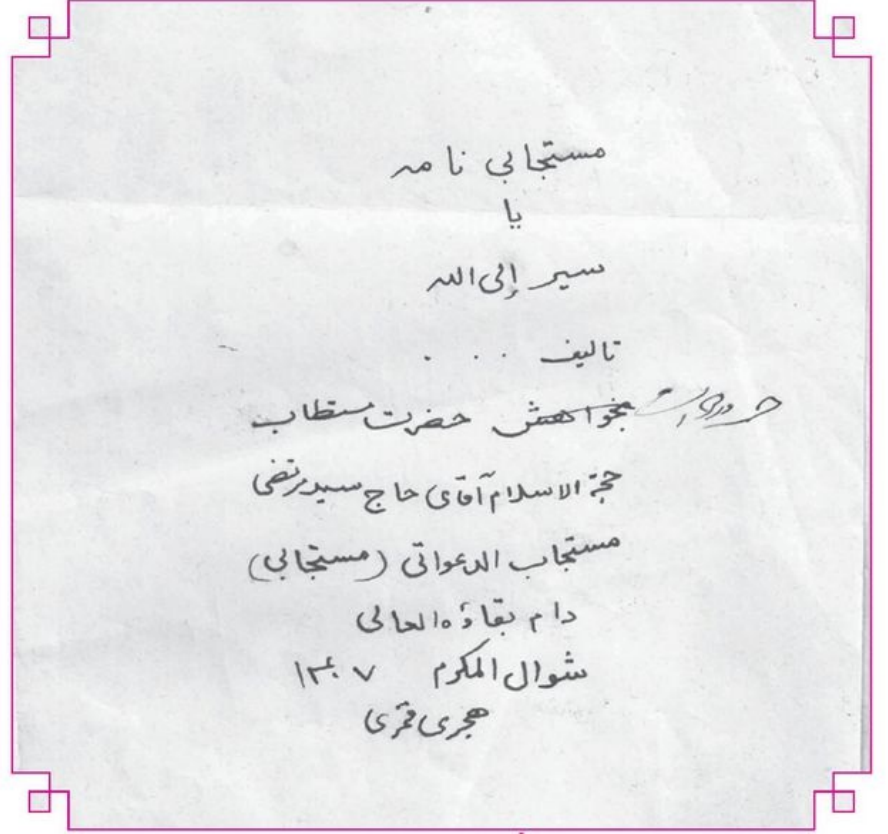 مستجابی نامه
یا
سیر إلی الله
تالیف . . .
بخواهش حضرت مستطاب
حجة الاسلام آقای حاج سید مرتضی
مستجاب الدعواتی (مستجابی)
دام بقاؤه العالی
شوال المکرم ۱۴۰۷
هجری قمری